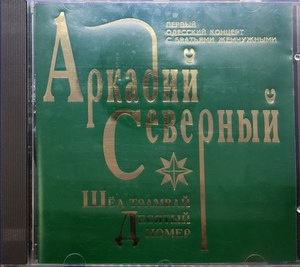 Первый
одесский концерт
с братьями Жемчужными
Аркадий
Северный
Шёл трамвай
Десятый
номер